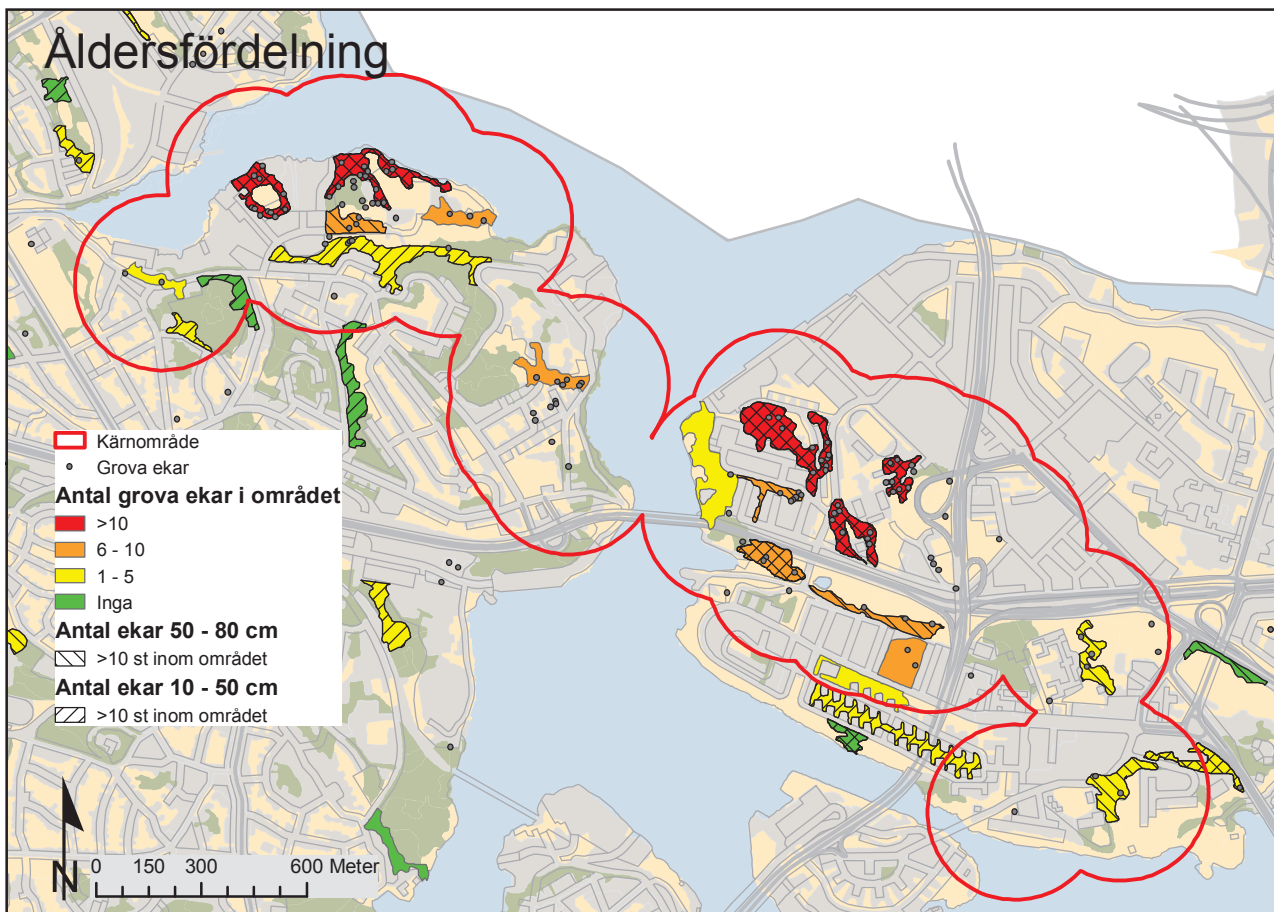 Åldersfördelning
Kärnområde
Grova ekar
Antal grova ekar i området
>10
6 - 10
1 - 5
Inga
Antal ekar 50 - 80 cm
>10 st inom området
Antal ekar 10 - 50 cm
>10 st inom området
N
0 150 300 600 Meter